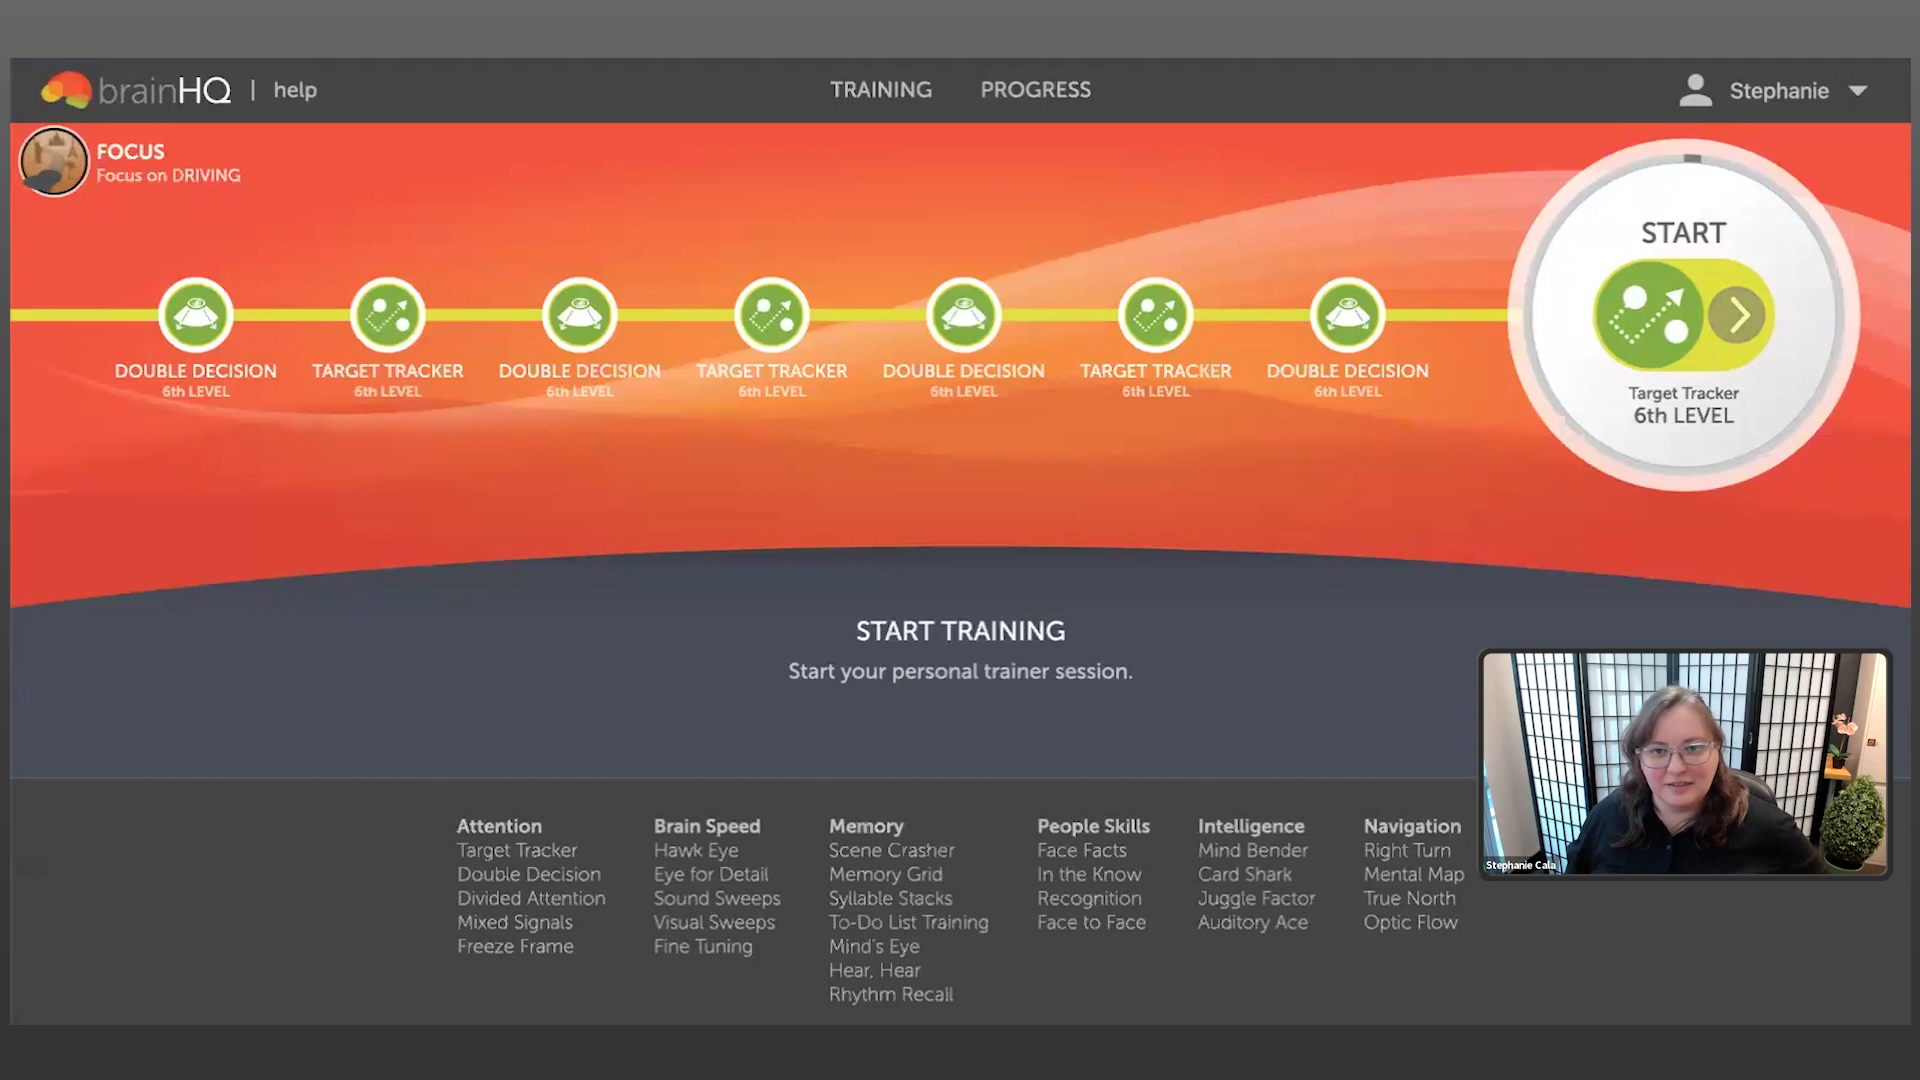 brainHQ | help
TRAINING PROGRESS
Stephanie
FOCUS
Focus on DRIVING
START
Target Tracker
6th LEVEL
DOUBLE DECISION TARGET TRACKER DOUBLE DECISION TARGET TRACKER DOUBLE DECISION TARGET TRACKER DOUBLE DECISION
6th LEVEL 6th LEVEL 6th LEVEL 6th LEVEL 6th LEVEL 6th LEVEL 6th LEVEL
START TRAINING
Start your personal trainer session.
Attention
Target Tracker
Double Decision
Divided Attention
Mixed Signals
Freeze Frame
Brain Speed
Hawk Eye
Eye for Detail
Sound Sweeps
Visual Sweeps
Fine Tuning
Memory
Scene Crasher
Memory Grid
Syllable Stacks
To-Do List Training
Mind's Eye
Hear, Hear
Rhythm Recall
People Skills
Face Facts
In the Know
Recognition
Face to Face
Intelligence
Mind Bender
Card Shark
Juggle Factor
Auditory Ace
Navigation
Right Turn
Mental Map
True North
Optic Flow
Stephanie Cala